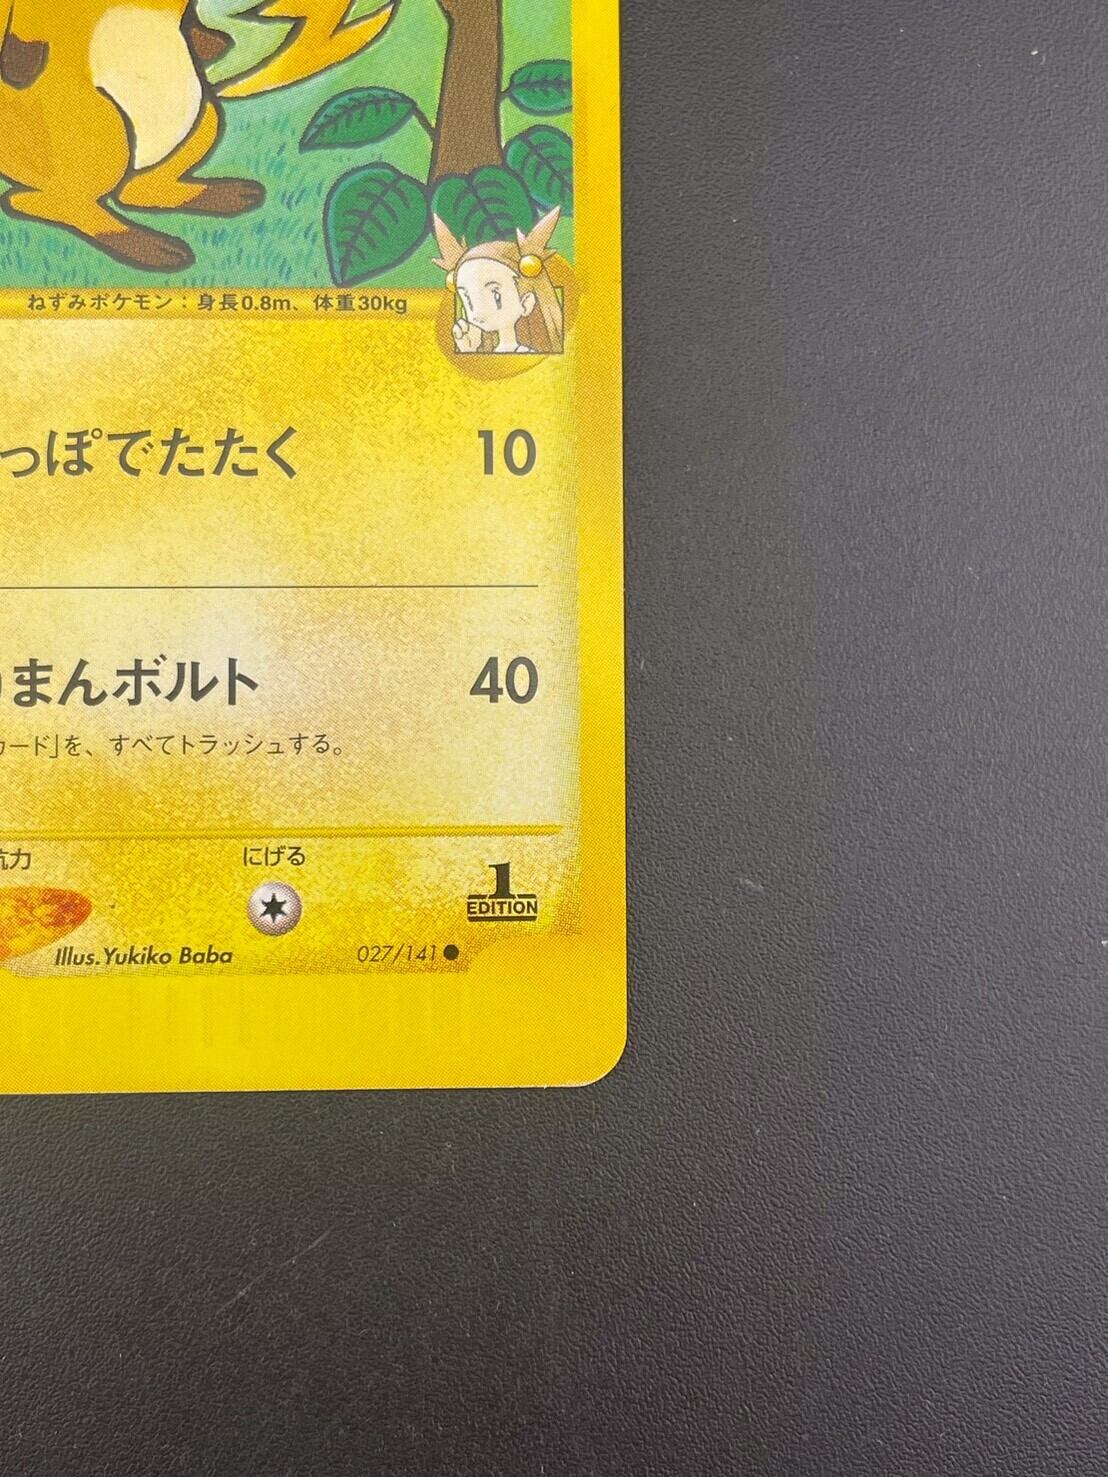 ねずみポケモン：身長0.8m、体重30kg
っぽでたたく 10
まんボルト 40
カード」を、すべてトラッシュする。
抗力 にげる
1
EDITION
Illus. Yukiko Baba 027/141●